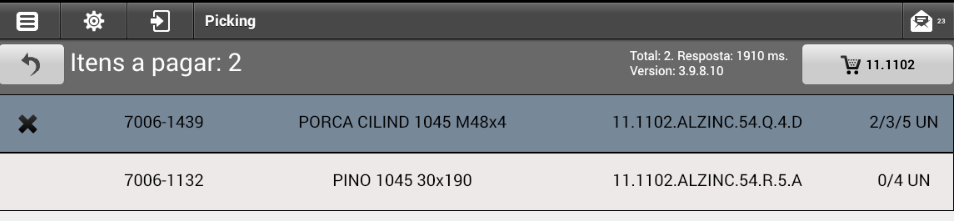 Picking
23
Itens a pagar: 2
Total: 2. Resposta: 1910 ms.
Version: 3.9.8.10
11.1102
7006-1439 PORCA CILIND 1045 M48x4 11.1102.ALZINC.54.Q.4.D 2/3/5 UN
7006-1132 PINO 1045 30x190 11.1102.ALZINC.54.R.5.A 0/4 UN